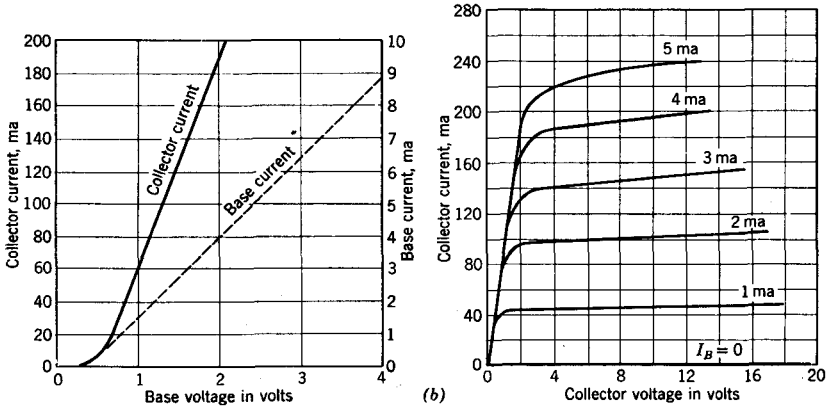 200
180
160
140
120
100
80
60
40
20
0
Collector current, ma
Collector current
Base current
10
9
8
7
6
5
4
3
2
1
0
Base current, ma
0 1 2 3 4
Base voltage in volts
(b)
280
240
200
160
120
80
40
0
Collector current, ma
5 ma
4 ma
3 ma
2 ma
1 ma
I_B = 0
0 4 8 12 16 20
Collector voltage in volts